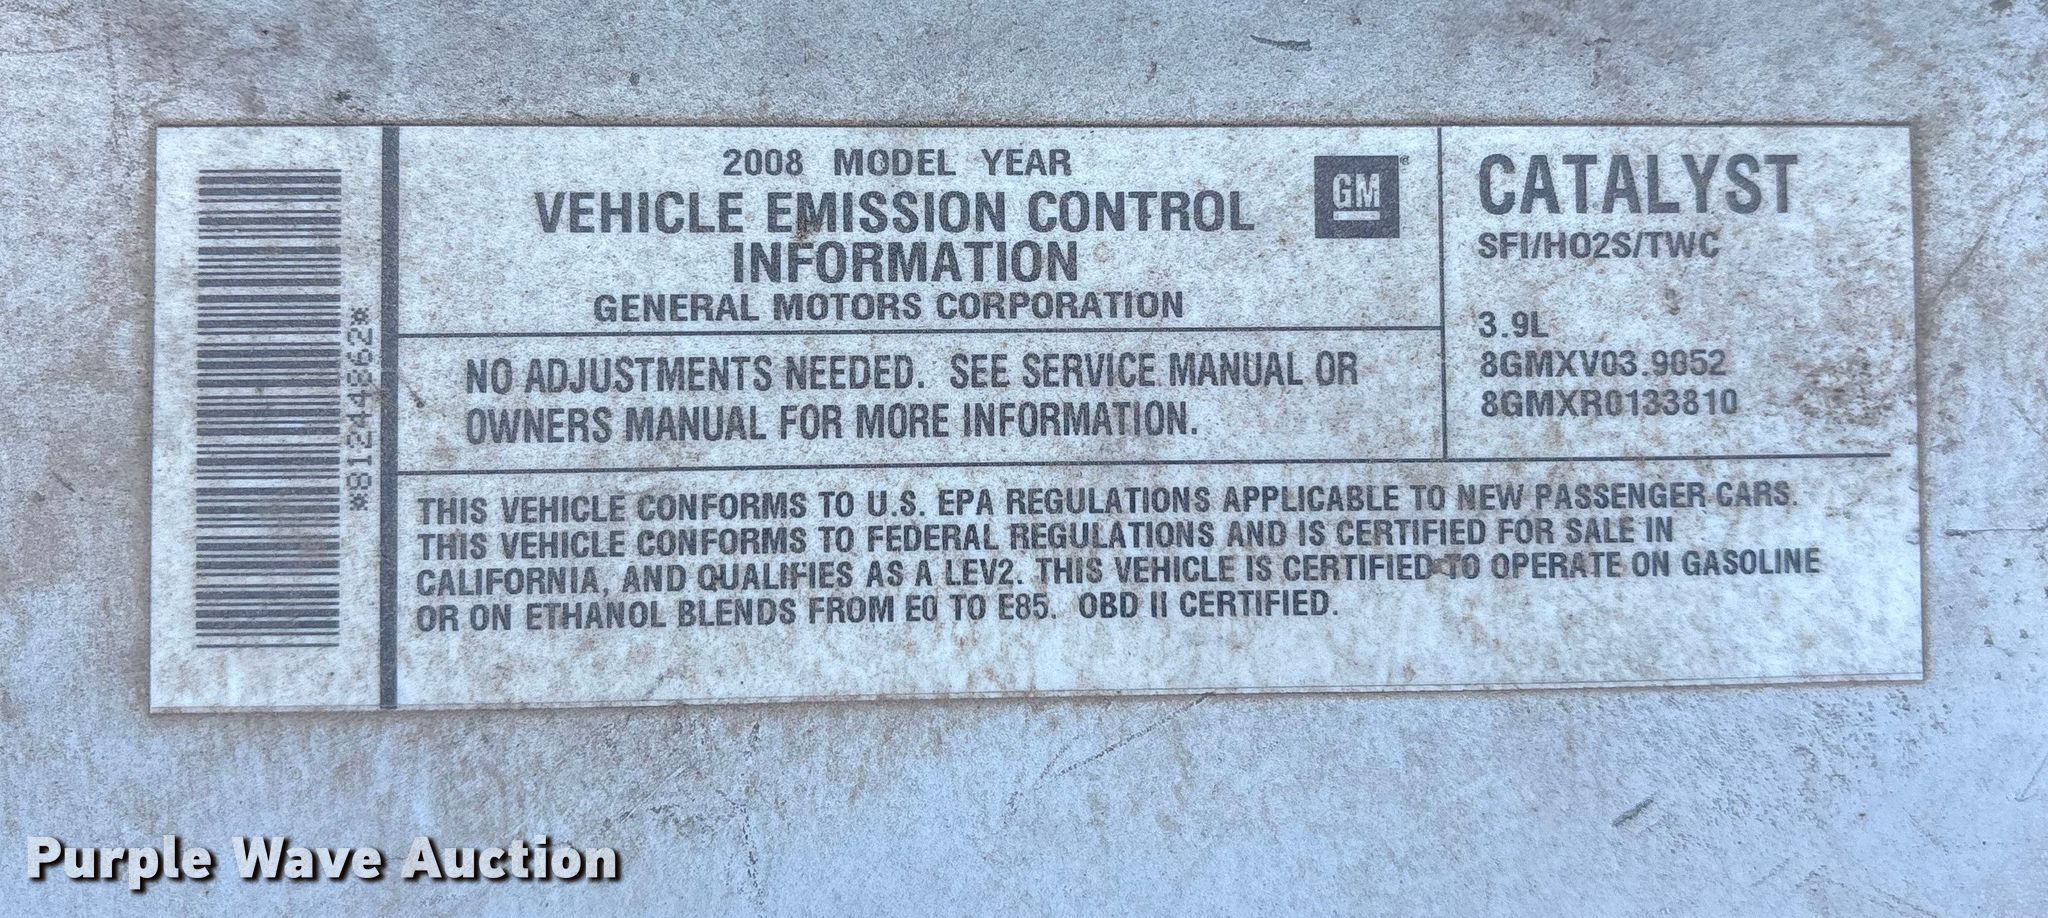 *81244862*
2008 MODEL YEAR
VEHICLE EMISSION CONTROL
INFORMATION
GENERAL MOTORS CORPORATION
GM®
NO ADJUSTMENTS NEEDED. SEE SERVICE MANUAL OR
OWNERS MANUAL FOR MORE INFORMATION.
CATALYST
SFI/HO2S/TWC
3.9L
8GMXV03.9052
8GMXR0133810
THIS VEHICLE CONFORMS TO U.S. EPA REGULATIONS APPLICABLE TO NEW PASSENGER CARS.
THIS VEHICLE CONFORMS TO FEDERAL REGULATIONS AND IS CERTIFIED FOR SALE IN
CALIFORNIA, AND QUALIFIES AS A LEV2. THIS VEHICLE IS CERTIFIED TO OPERATE ON GASOLINE
OR ON ETHANOL BLENDS FROM E0 TO E85. OBD II CERTIFIED.
Purple Wave Auction